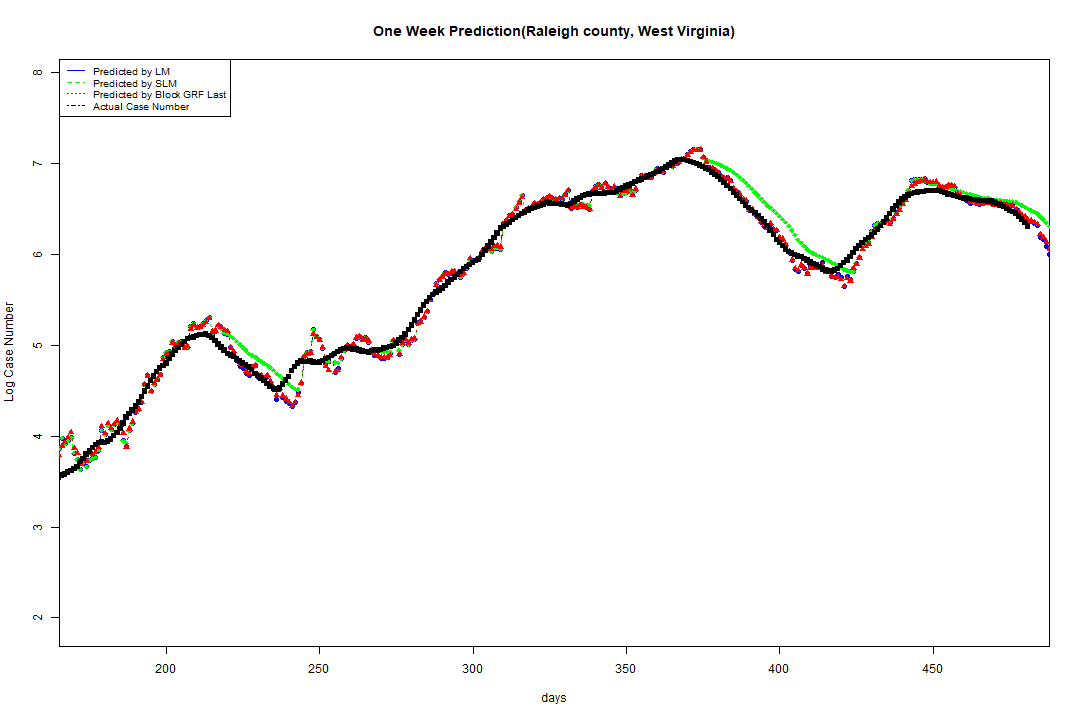 One Week Prediction(Raleigh county, West Virginia)
Predicted by LM
Predicted by SLM
Predicted by Block GRF Last
Actual Case Number
Log Case Number
8
7
6
5
4
3
2
200 250 300 350 400 450
days